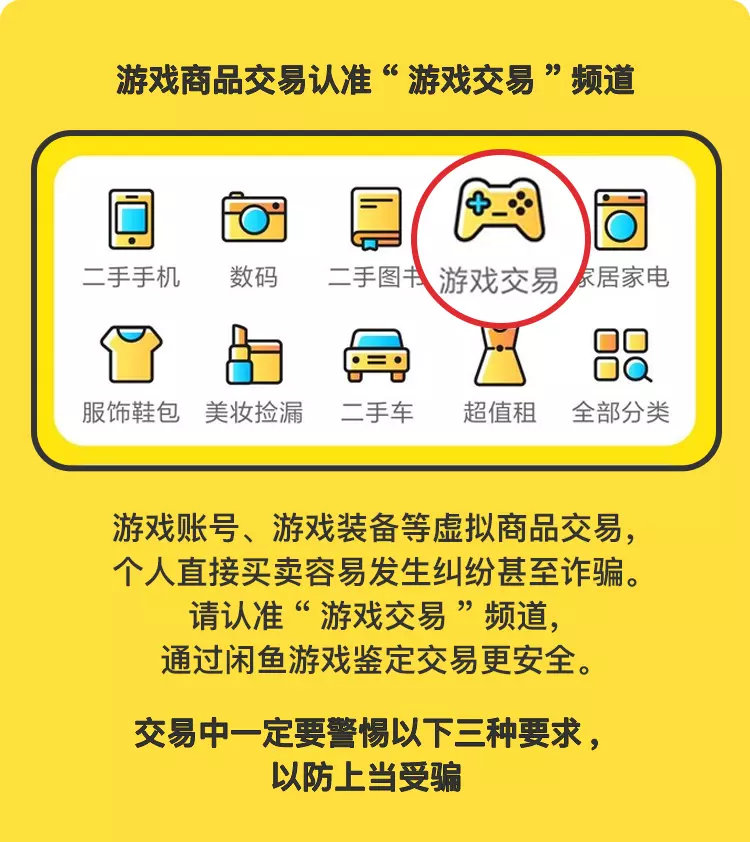 游戏商品交易认准“游戏交易”频道
二手手机 数码 二手图书 游戏交易 家居家电
服饰鞋包 美妆捡漏 二手车 超值租 全部分类
游戏账号、游戏装备等虚拟商品交易，
个人直接买卖容易发生纠纷甚至诈骗。
请认准“游戏交易”频道，
通过闲鱼游戏鉴定交易更安全。
交易中一定要警惕以下三种要求，
以防上当受骗